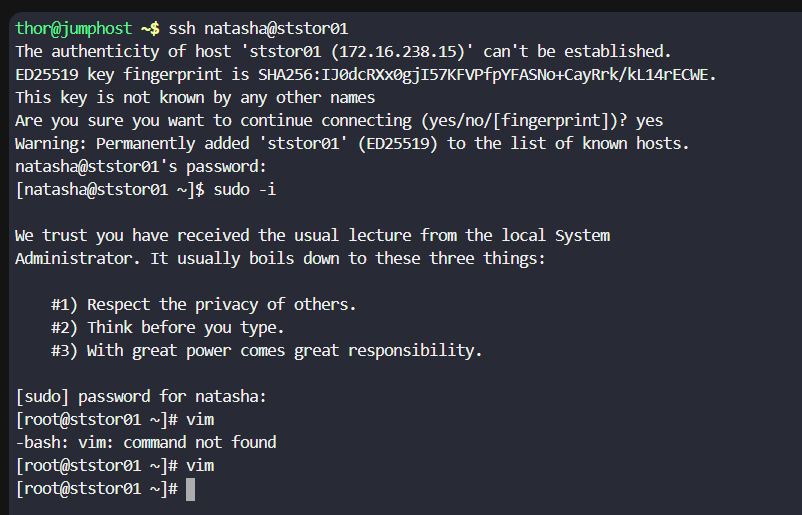 thor@jumphost ~$ ssh natasha@ststor01
The authenticity of host 'ststor01 (172.16.238.15)' can't be established.
ED25519 key fingerprint is SHA256:IJ0dcRXx0gjI57KFVPfpYFASNo+CayRrk/kL14rECWE.
This key is not known by any other names
Are you sure you want to continue connecting (yes/no/[fingerprint])? yes
Warning: Permanently added 'ststor01' (ED25519) to the list of known hosts.
natasha@ststor01's password:
[natasha@ststor01 ~]$ sudo -i
We trust you have received the usual lecture from the local System
Administrator. It usually boils down to these three things:
#1) Respect the privacy of others.
#2) Think before you type.
#3) With great power comes great responsibility.
[sudo] password for natasha:
[root@ststor01 ~]# vim
-bash: vim: command not found
[root@ststor01 ~]# vim
[root@ststor01 ~]#